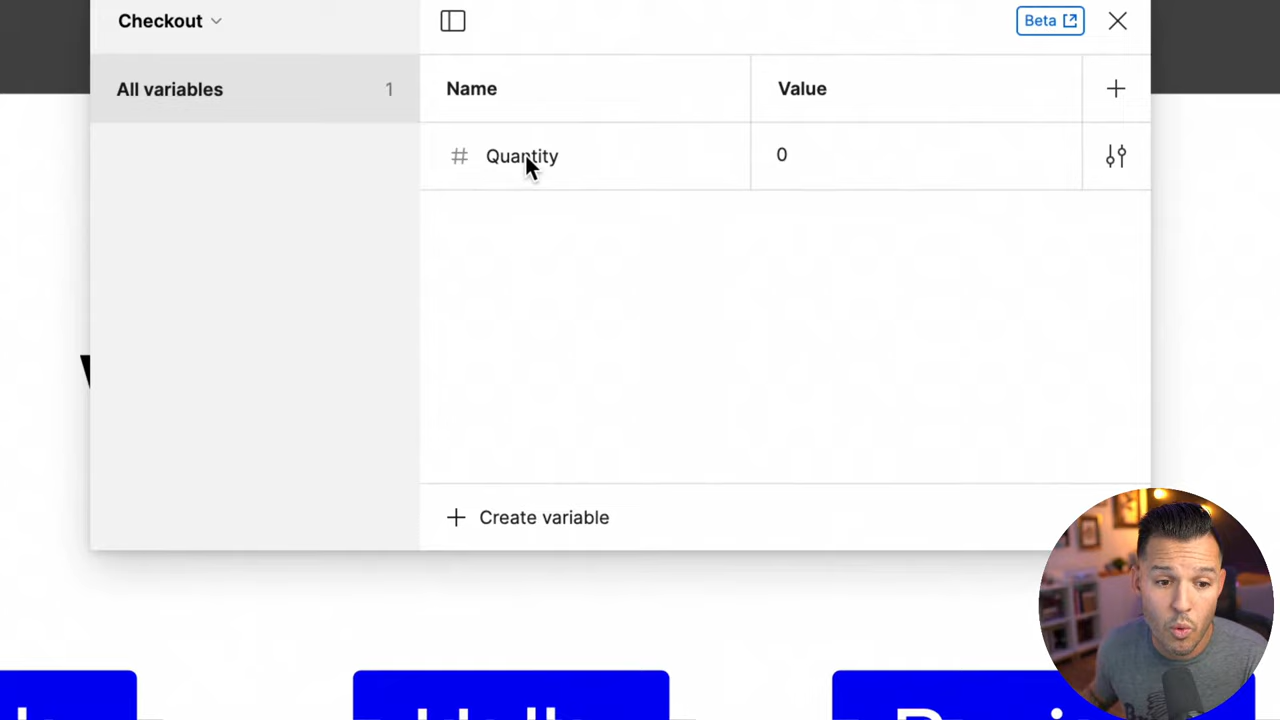 Checkout
Beta
All variables 1
Name Value
# Quantity 0
Create variable